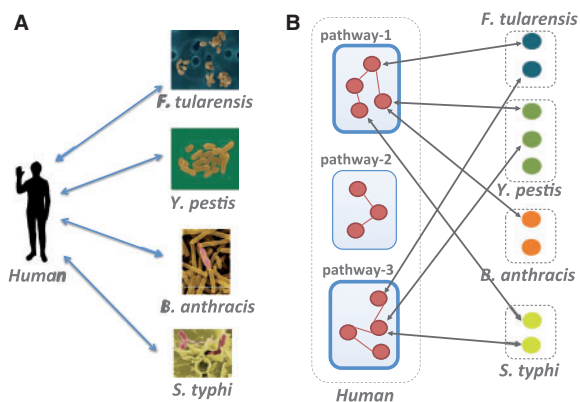 A
F. tularensis
Y. pestis
Human
B. anthracis
S. typhi
B
F. tularensis
pathway-1
Y. pestis
pathway-2
B. anthracis
pathway-3
S. typhi
Human